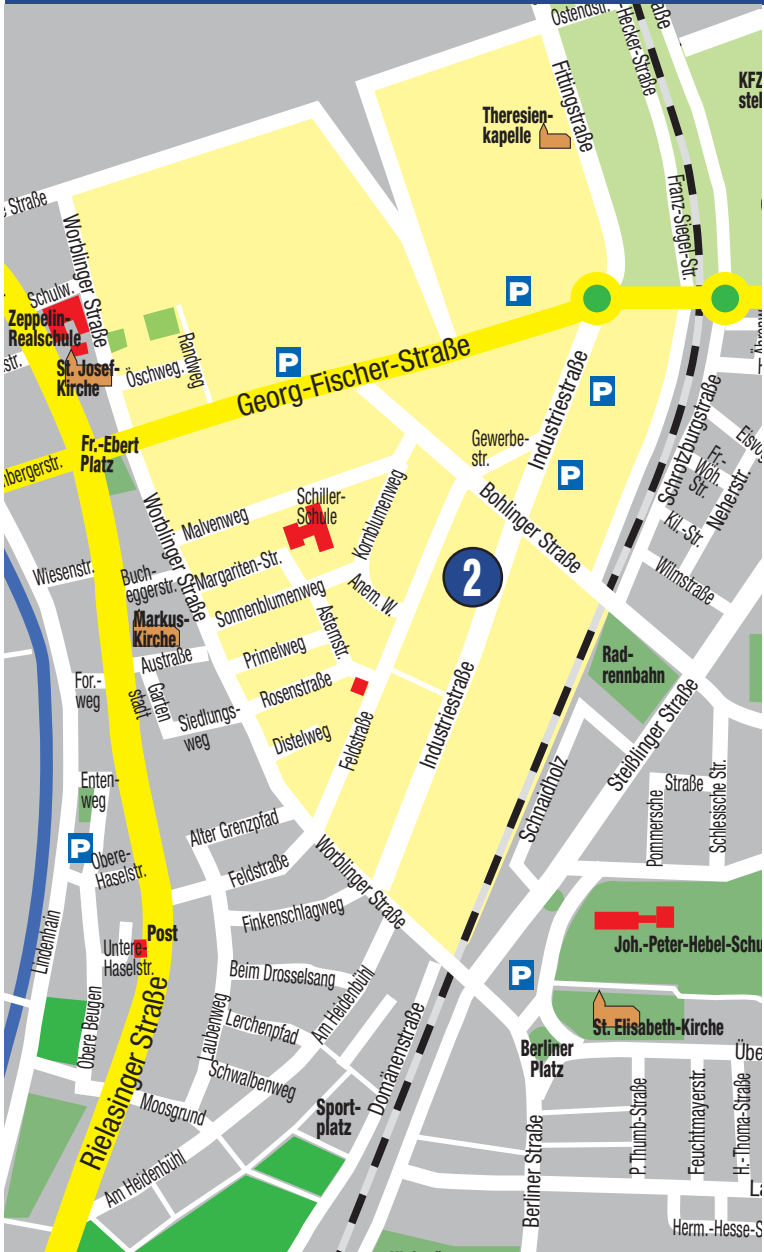 Ostendstr.
-Hecker-Straße
aße
Fittingstraße
KFZ
Theresien-
kapelle
e Straße
Worblinger Straße
Franz-Siegel-Str.
Schulw.
P
Zeppelin-
Realschule
str.
St. Josef-
Kirche
Öschweg.
Randweg
P
Georg-Fischer-Straße
P
Industriestraße
Schrotzburgstraße
Fr.-Ebert
Platz
Gewerbe-
str.
nbergerstr.
P
Fr.-
Wöh.
Str.
Neherstr.
Kil.-Str.
Wilmstraße
Worblinger Straße
Malvenweg
Schiller-
Schule
Kornblumenweg
Bohlinger Straße
Wiesenstr.
Buch-
eggerstr.
Margariten-Str.
Sonnenblumenweg
Anem. W.
2
Markus-
Kirche
Austraße
Primelweg
Asternstr.
Rad-
rennbahn
For.-
weg
Garten
stadt
Siedlungs-
weg
Rosenstraße
Distelweg
Feldstraße
Industriestraße
Steißlinger Straße
Schnaidholz
Enten-
weg
Pommersche
Straße
Schlesische Str.
P
Obere-
Haselstr.
Alter Grenzpfad
Feldstraße
Worblinger Straße
Finkenschlagweg
Lindenhain
Post
Untere-
Haselstr.
Beim Drosselsang
Am Heidenbühl
P
Joh.-Peter-Hebel-Schu
Obere Beugen
Rielasinger Straße
Laubenweg
Lerchenpfad
Schwalbenweg
Domänenstraße
St. Elisabeth-Kirche
Berliner
Platz
Übe
Moosgrund
Sport-
platz
Am Heidenbühl
Berliner Straße
P. Thumb-Straße
Feuchtmayerstr.
H.-Thoma-Straße
La
Herm.-Hesse-S